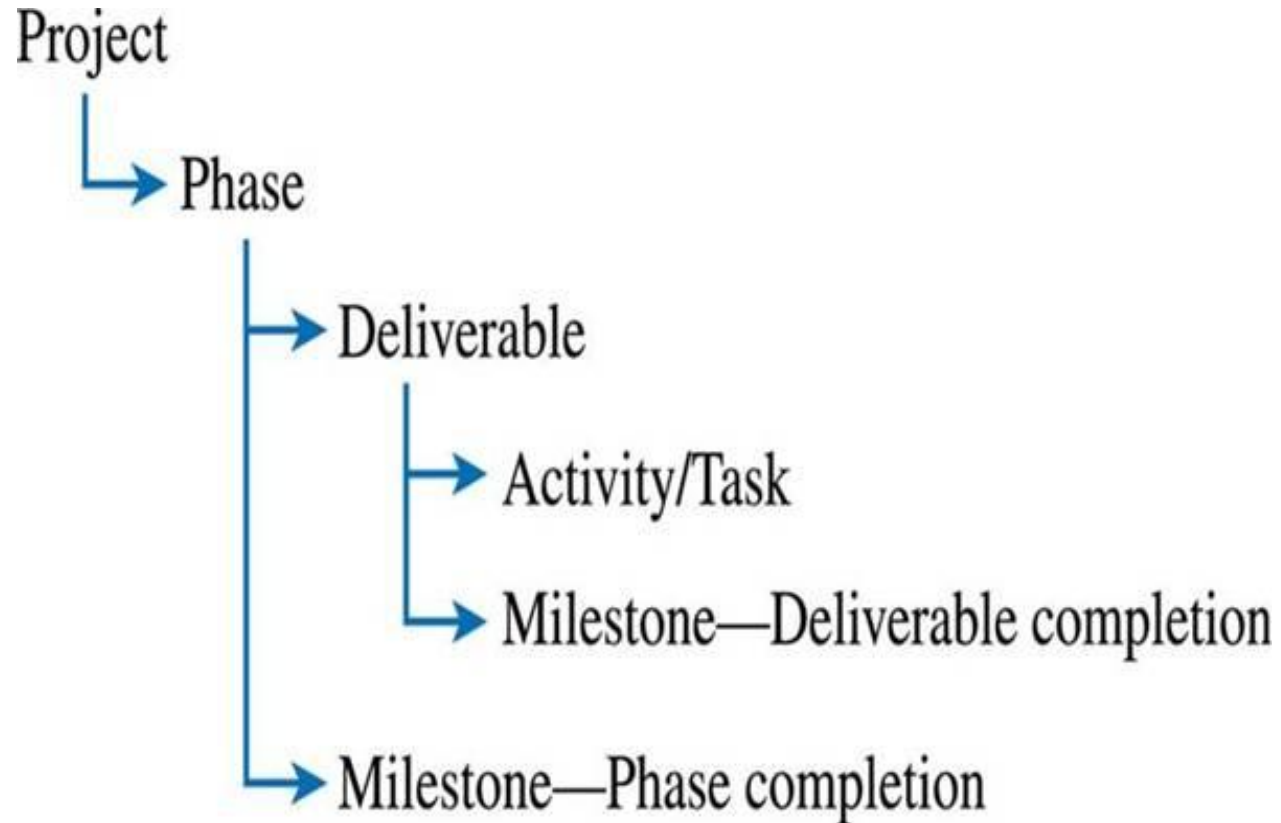 Project
Phase
Deliverable
Activity/Task
Milestone—Deliverable completion
Milestone—Phase completion